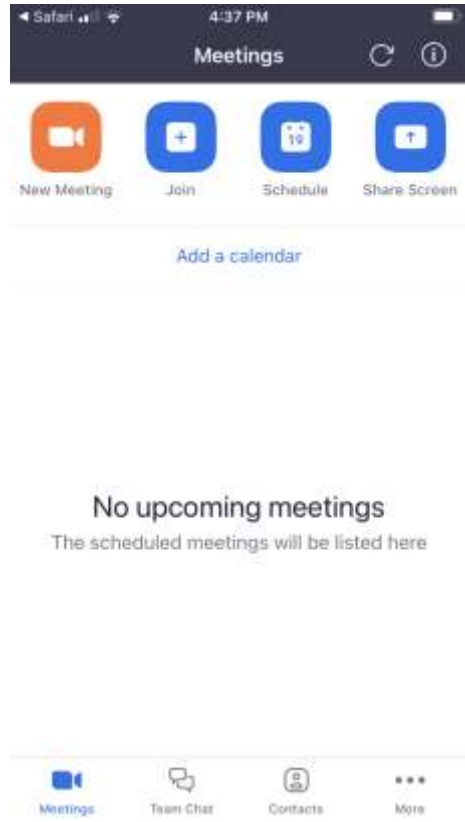 Safari 4:37 PM
Meetings
19
New Meeting Join Schedule Share Screen
Add a calendar
No upcoming meetings
The scheduled meetings will be listed here
Meetings Team Chat Contacts More